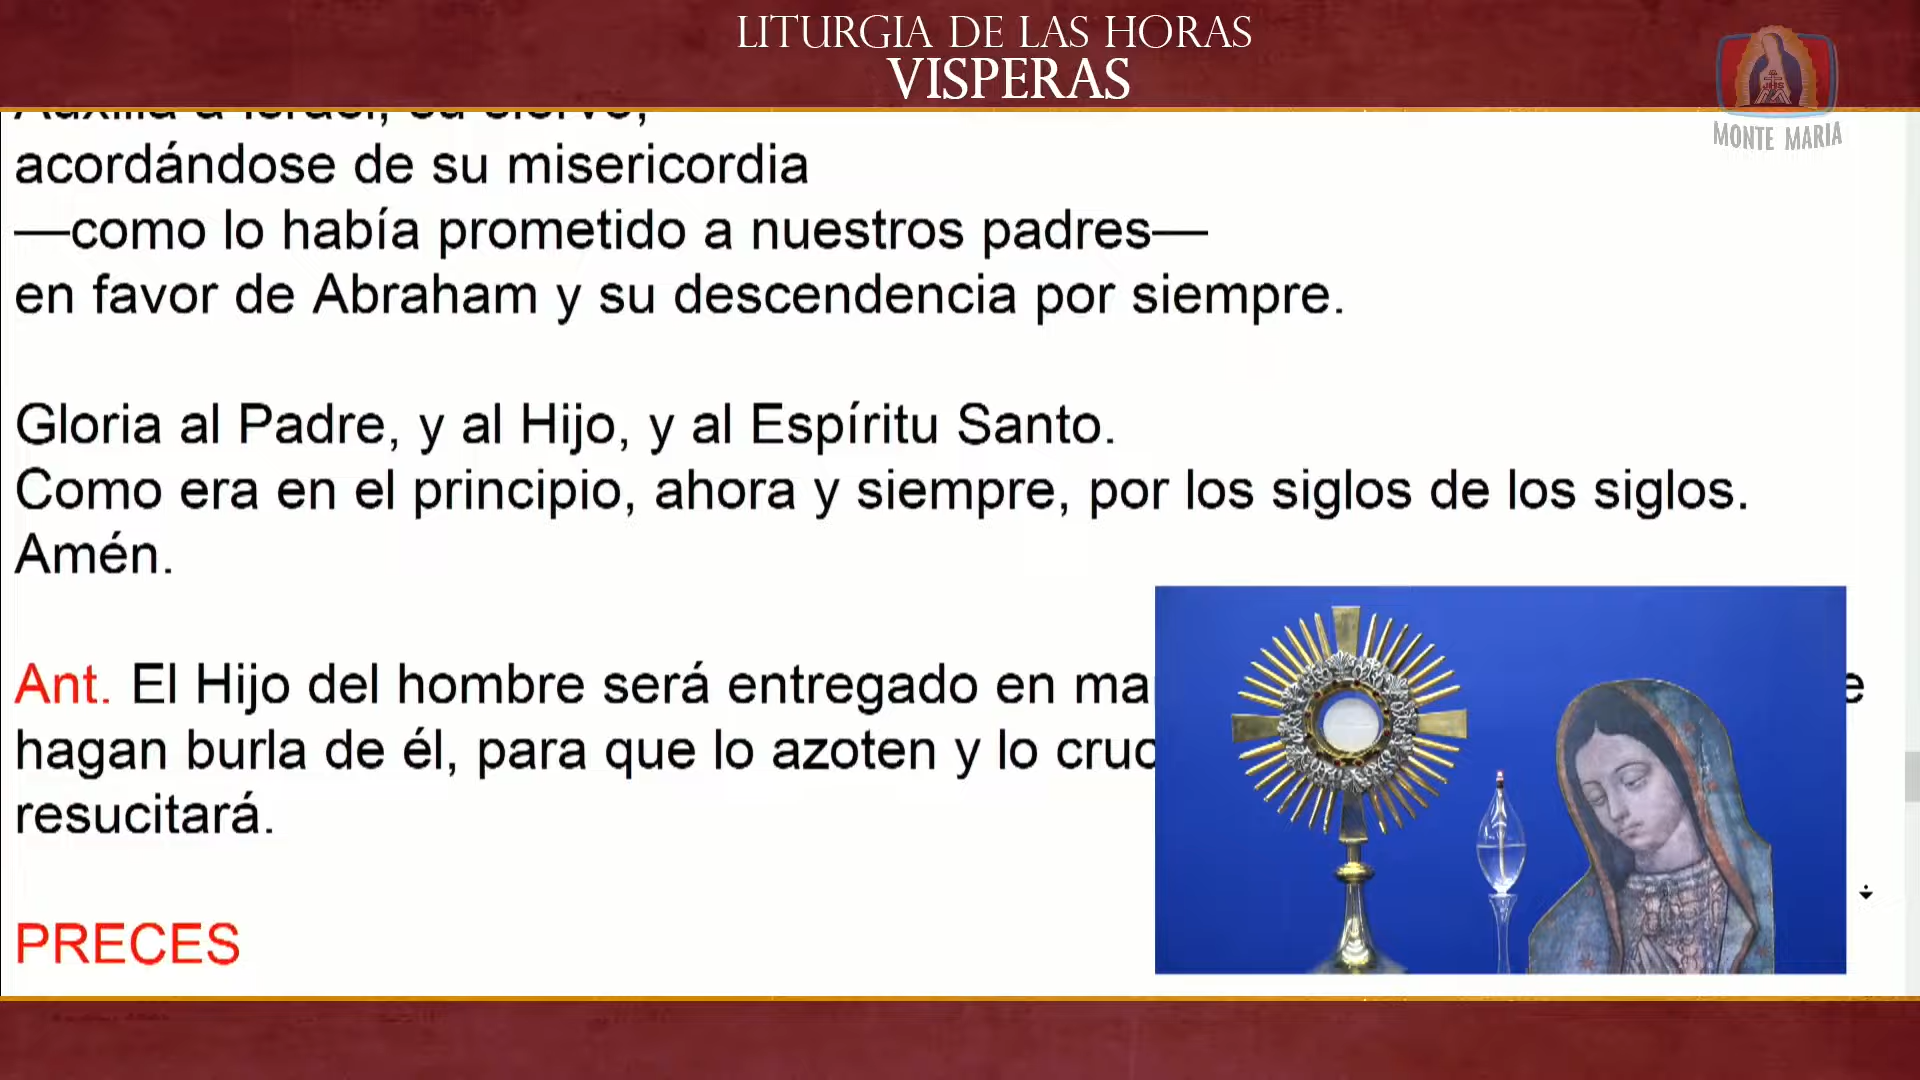 LITURGIA DE LAS HORAS
VISPERAS
MONTE MARIA
acordándose de su misericordia
—como lo había prometido a nuestros padres—
en favor de Abraham y su descendencia por siempre.
Gloria al Padre, y al Hijo, y al Espíritu Santo.
Como era en el principio, ahora y siempre, por los siglos de los siglos.
Amén.
Ant. El Hijo del hombre será entregado en
hagan burla de él, para que lo azoten y lo
resucitará.
PRECES